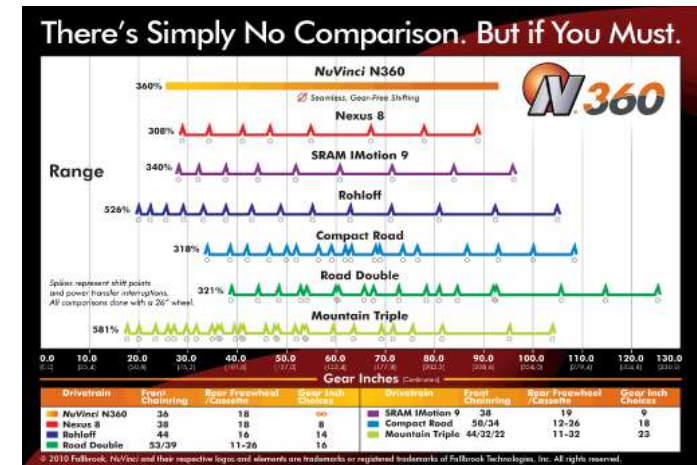 There's Simply No Comparison. But if You Must.
NuVinci N360
360%
Seamless, Gear-Free Shifting
N360
Nexus 8
308%
SRAM IMotion 9
340%
Range
Rohloff
526%
Compact Road
318%
Road Double
321%
Spikes represent shift points
and power transfer interruptions.
All comparisons done with a 26" wheel.
Mountain Triple
581%
0.0 10.0 20.0 30.0 40.0 50.0 60.0 70.0 80.0 90.0 100.0 110.0 120.0 130.0
Gear Inches
Drivetrain Front Chainring Rear Freewheel /Cassette Gear Inch Choices
NuVinci N360 36 18 ∞
Nexus 8 38 18 8
Rohloff 44 16 14
Road Double 53/39 11-26 16
Drivetrain Front Chainring Rear Freewheel /Cassette Gear Inch Choices
SRAM IMotion 9 38 19 9
Compact Road 50/34 12-26 18
Mountain Triple 44/32/22 11-32 23
© 2010 Fallbrook, NuVinci and their respective logos and elements are trademarks or registered trademarks of Fallbrook Technologies, Inc. All rights reserved.